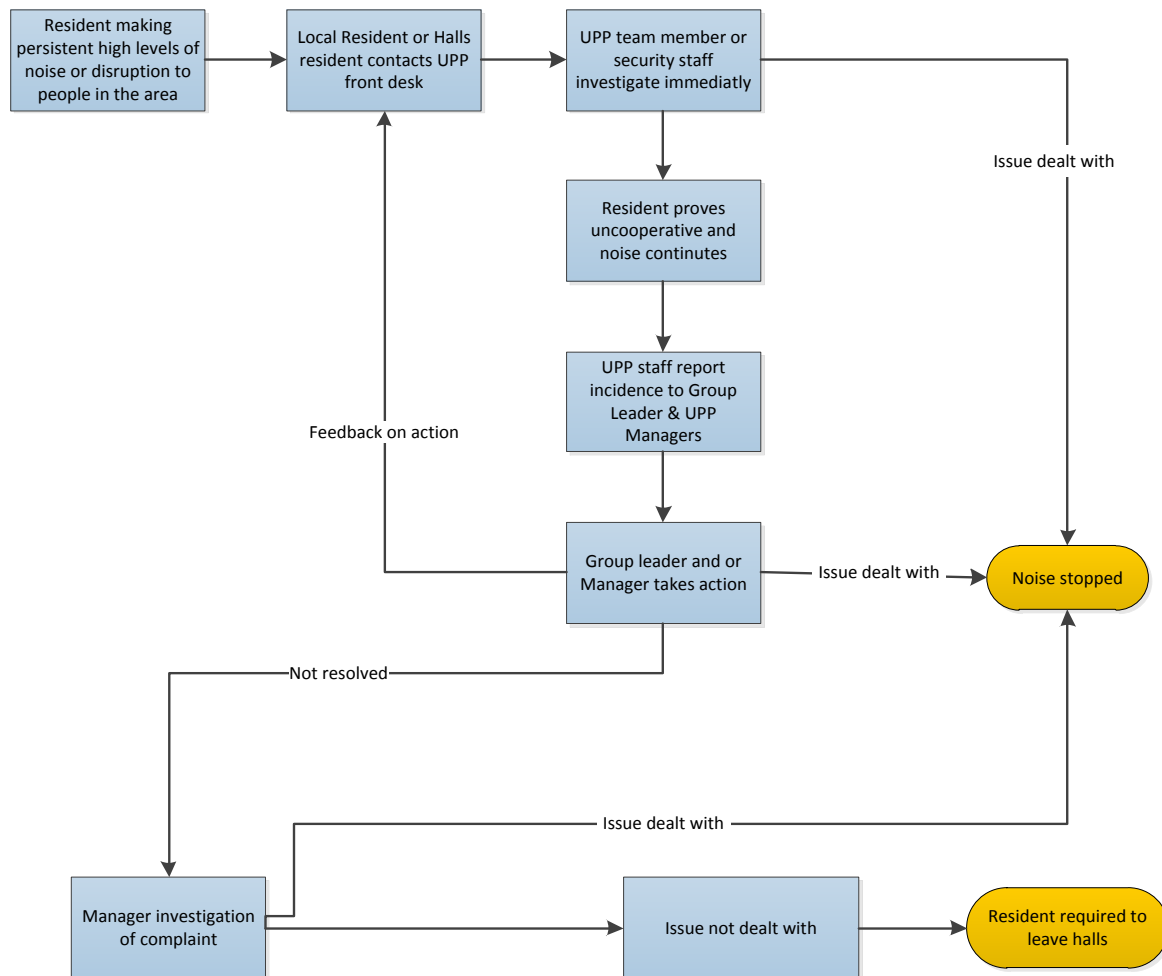 Resident making
persistent high levels of
noise or disruption to
people in the area
Local Resident or Halls
resident contacts UPP
front desk
UPP team member or
security staff
investigate immediatly
Issue dealt with
Resident proves
uncooperative and
noise continutes
UPP staff report
incidence to Group
Leader & UPP
Managers
Feedback on action
Group leader and or
Manager takes action
Issue dealt with
Noise stopped
Not resolved
Issue dealt with
Manager investigation
of complaint
Issue not dealt with
Resident required to
leave halls